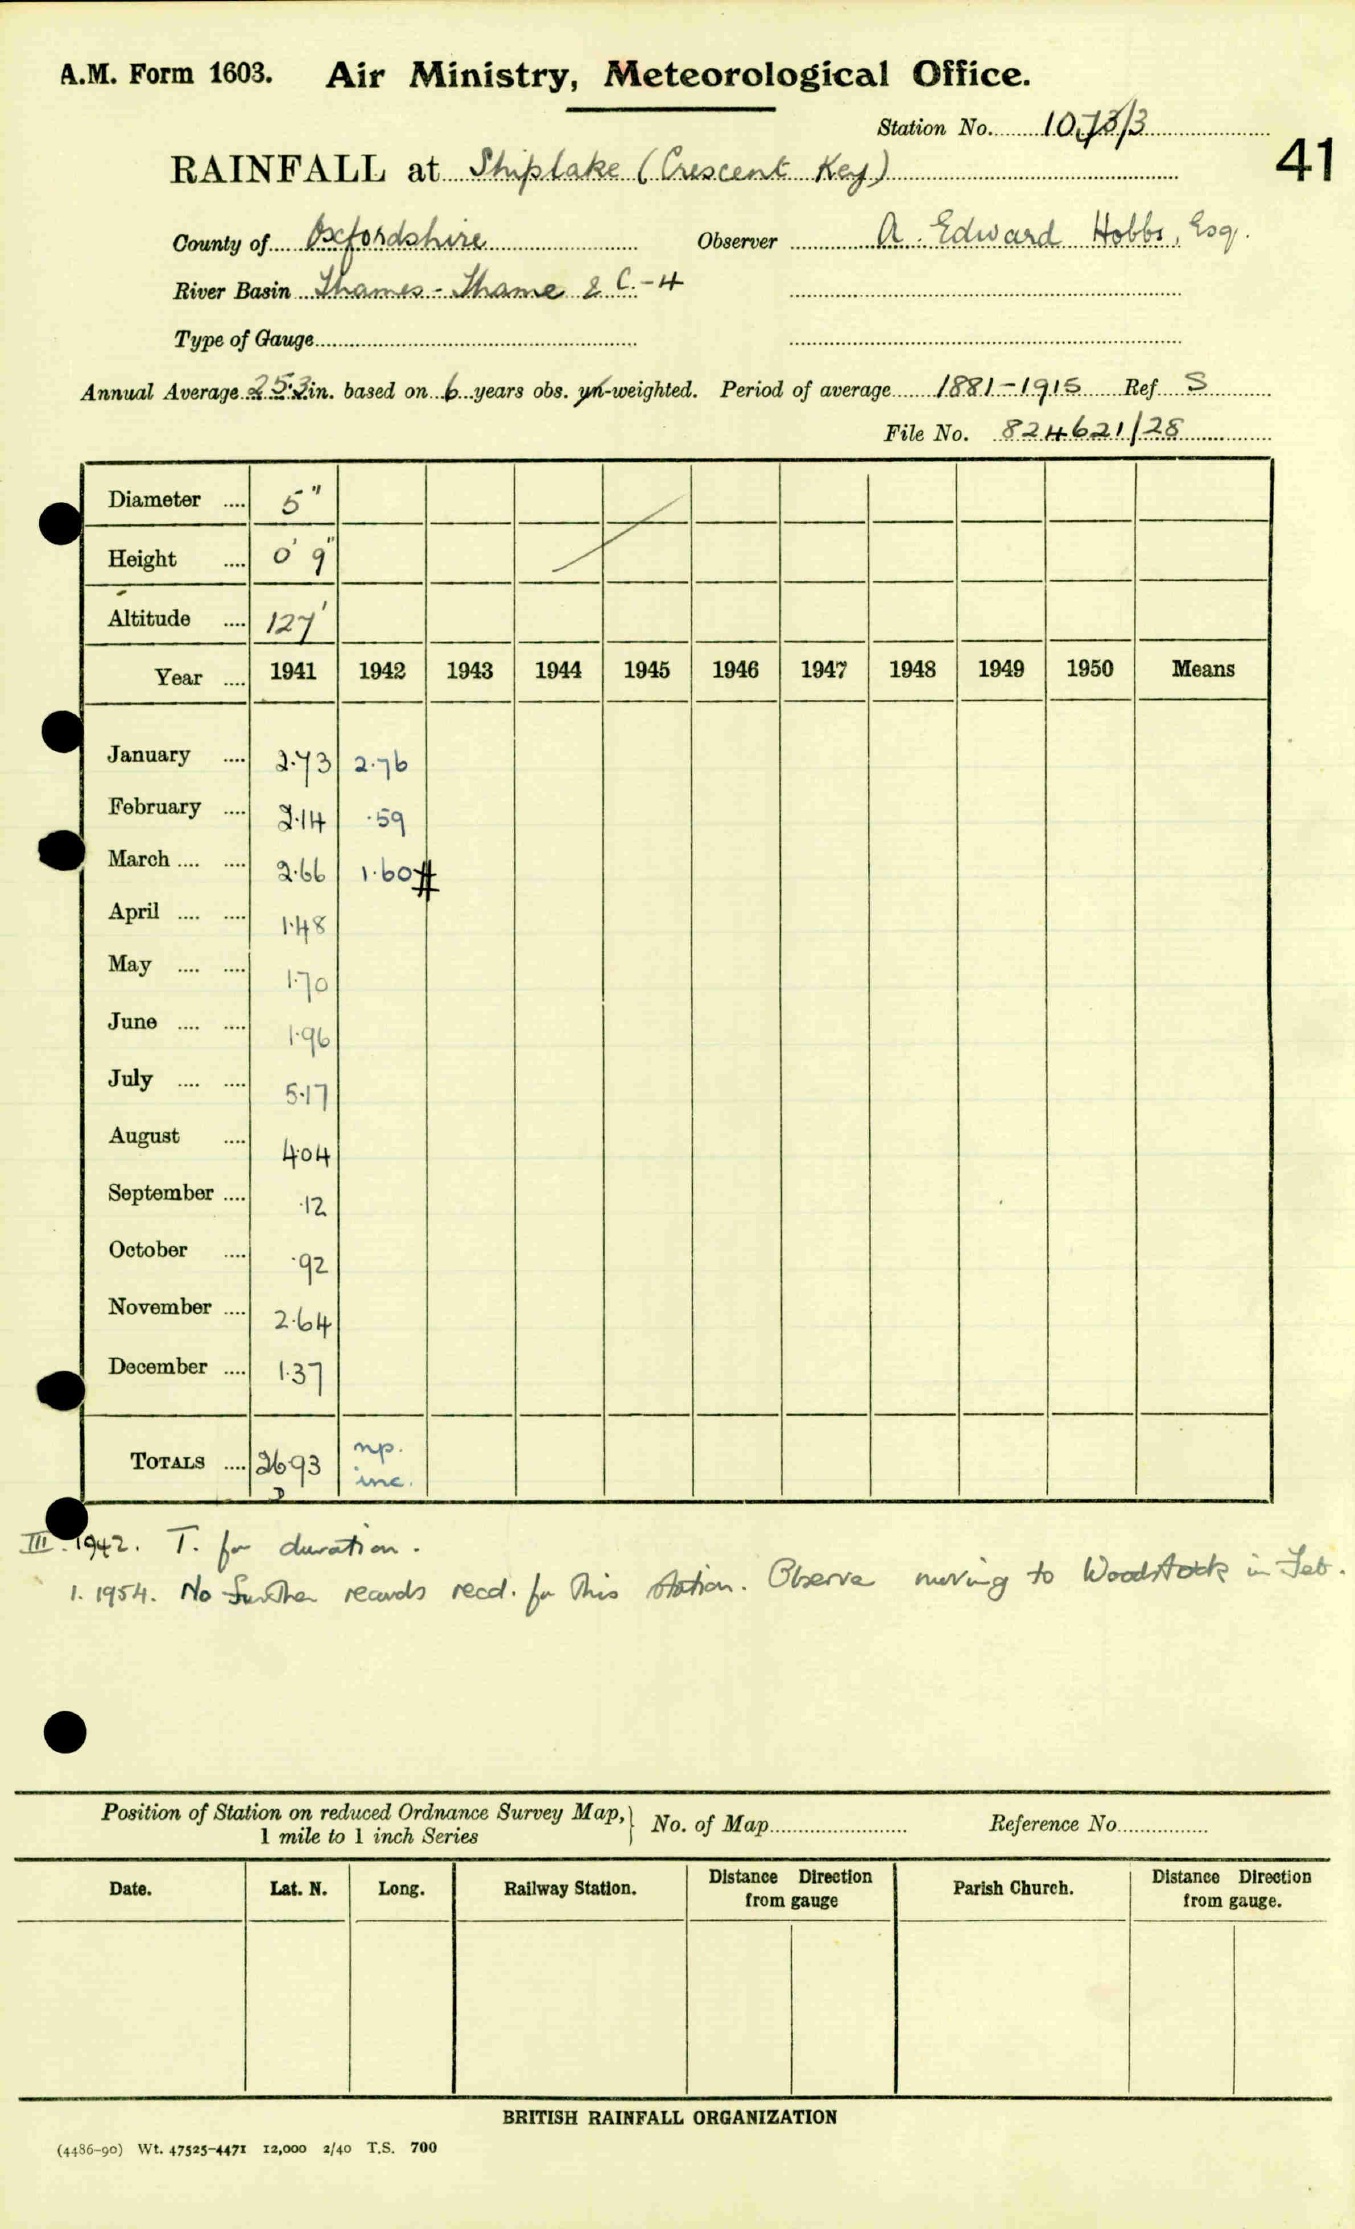 A.M. Form 1603. Air Ministry, Meteorological Office.
Station No. 1073/3
41
RAINFALL at Shiplake (Crescent Key)
County of Oxfordshire Observer A. Edward Hobbs, Esq.
River Basin Thames - Thame & C. - 4
Type of Gauge
Annual Average 25.3 in. based on 6 years obs. un-weighted. Period of average 1881-1915 Ref S
File No. 824621/28
Diameter .... 5"
Height .... 0' 9"
Altitude .... 127'
Year .... 1941 1942 1943 1944 1945 1946 1947 1948 1949 1950 Means
January .... 2.73 2.76
February .... 2.14 .59
March .... .... 2.66 1.60#
April .... .... 1.48
May .... .... 1.70
June .... .... 1.96
July .... .... 5.17
August .... 4.04
September .... .12
October .... .92
November .... 2.64
December .... 1.37
TOTALS .... 26.93 np.
D inc.
III. 1942. T. for duration.
1. 1954. No further records recd. for this station. Observer moving to Woodstock in Feb.
Position of Station on reduced Ordnance Survey Map, } No. of Map Reference No.
1 mile to 1 inch Series
Date. Lat. N. Long. Railway Station. Distance Direction from gauge Parish Church. Distance Direction from gauge.
BRITISH RAINFALL ORGANIZATION
(4486-90) Wt. 47525-4471 12,000 2/40 T.S. 700